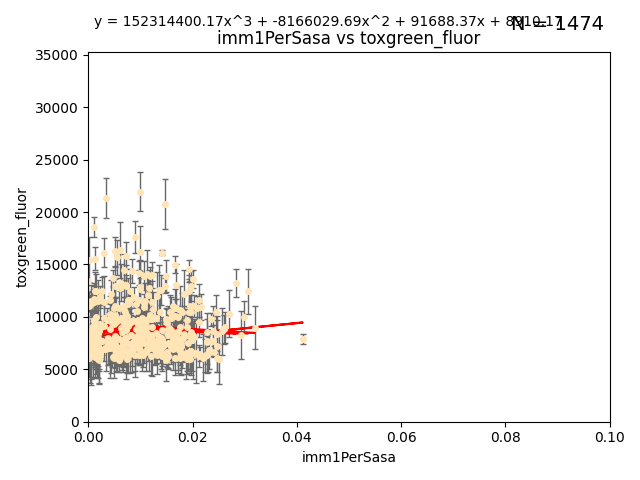 y = 152314400.17x^3 + -8166029.69x^2 + 91688.37x +
N = 1474
imm1PerSasa vs toxgreen_fluor
toxgreen_fluor
35000
30000
25000
20000
15000
10000
5000
0
0.00 0.02 0.04 0.06 0.08 0.10
imm1PerSasa